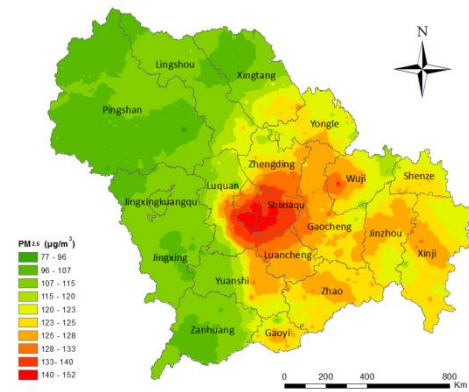 N
Lingshou
Xingtang
Pingshan
Yongle
Zhengding
Wuji
Shenze
Luquan
Jingxingkuangqu
Shixiaqu
Gaocheng
Jinzhou
Xinji
Luancheng
Jingxing
Yuanshi
Zhao
Zanhuang
Gaoyi
PM2.5 (μg/m3)
77 - 96
96 - 107
107 - 115
115 - 120
120 - 123
123 - 125
125 - 128
128 - 133
133- 140
140 - 152
0 200 400 800
Km